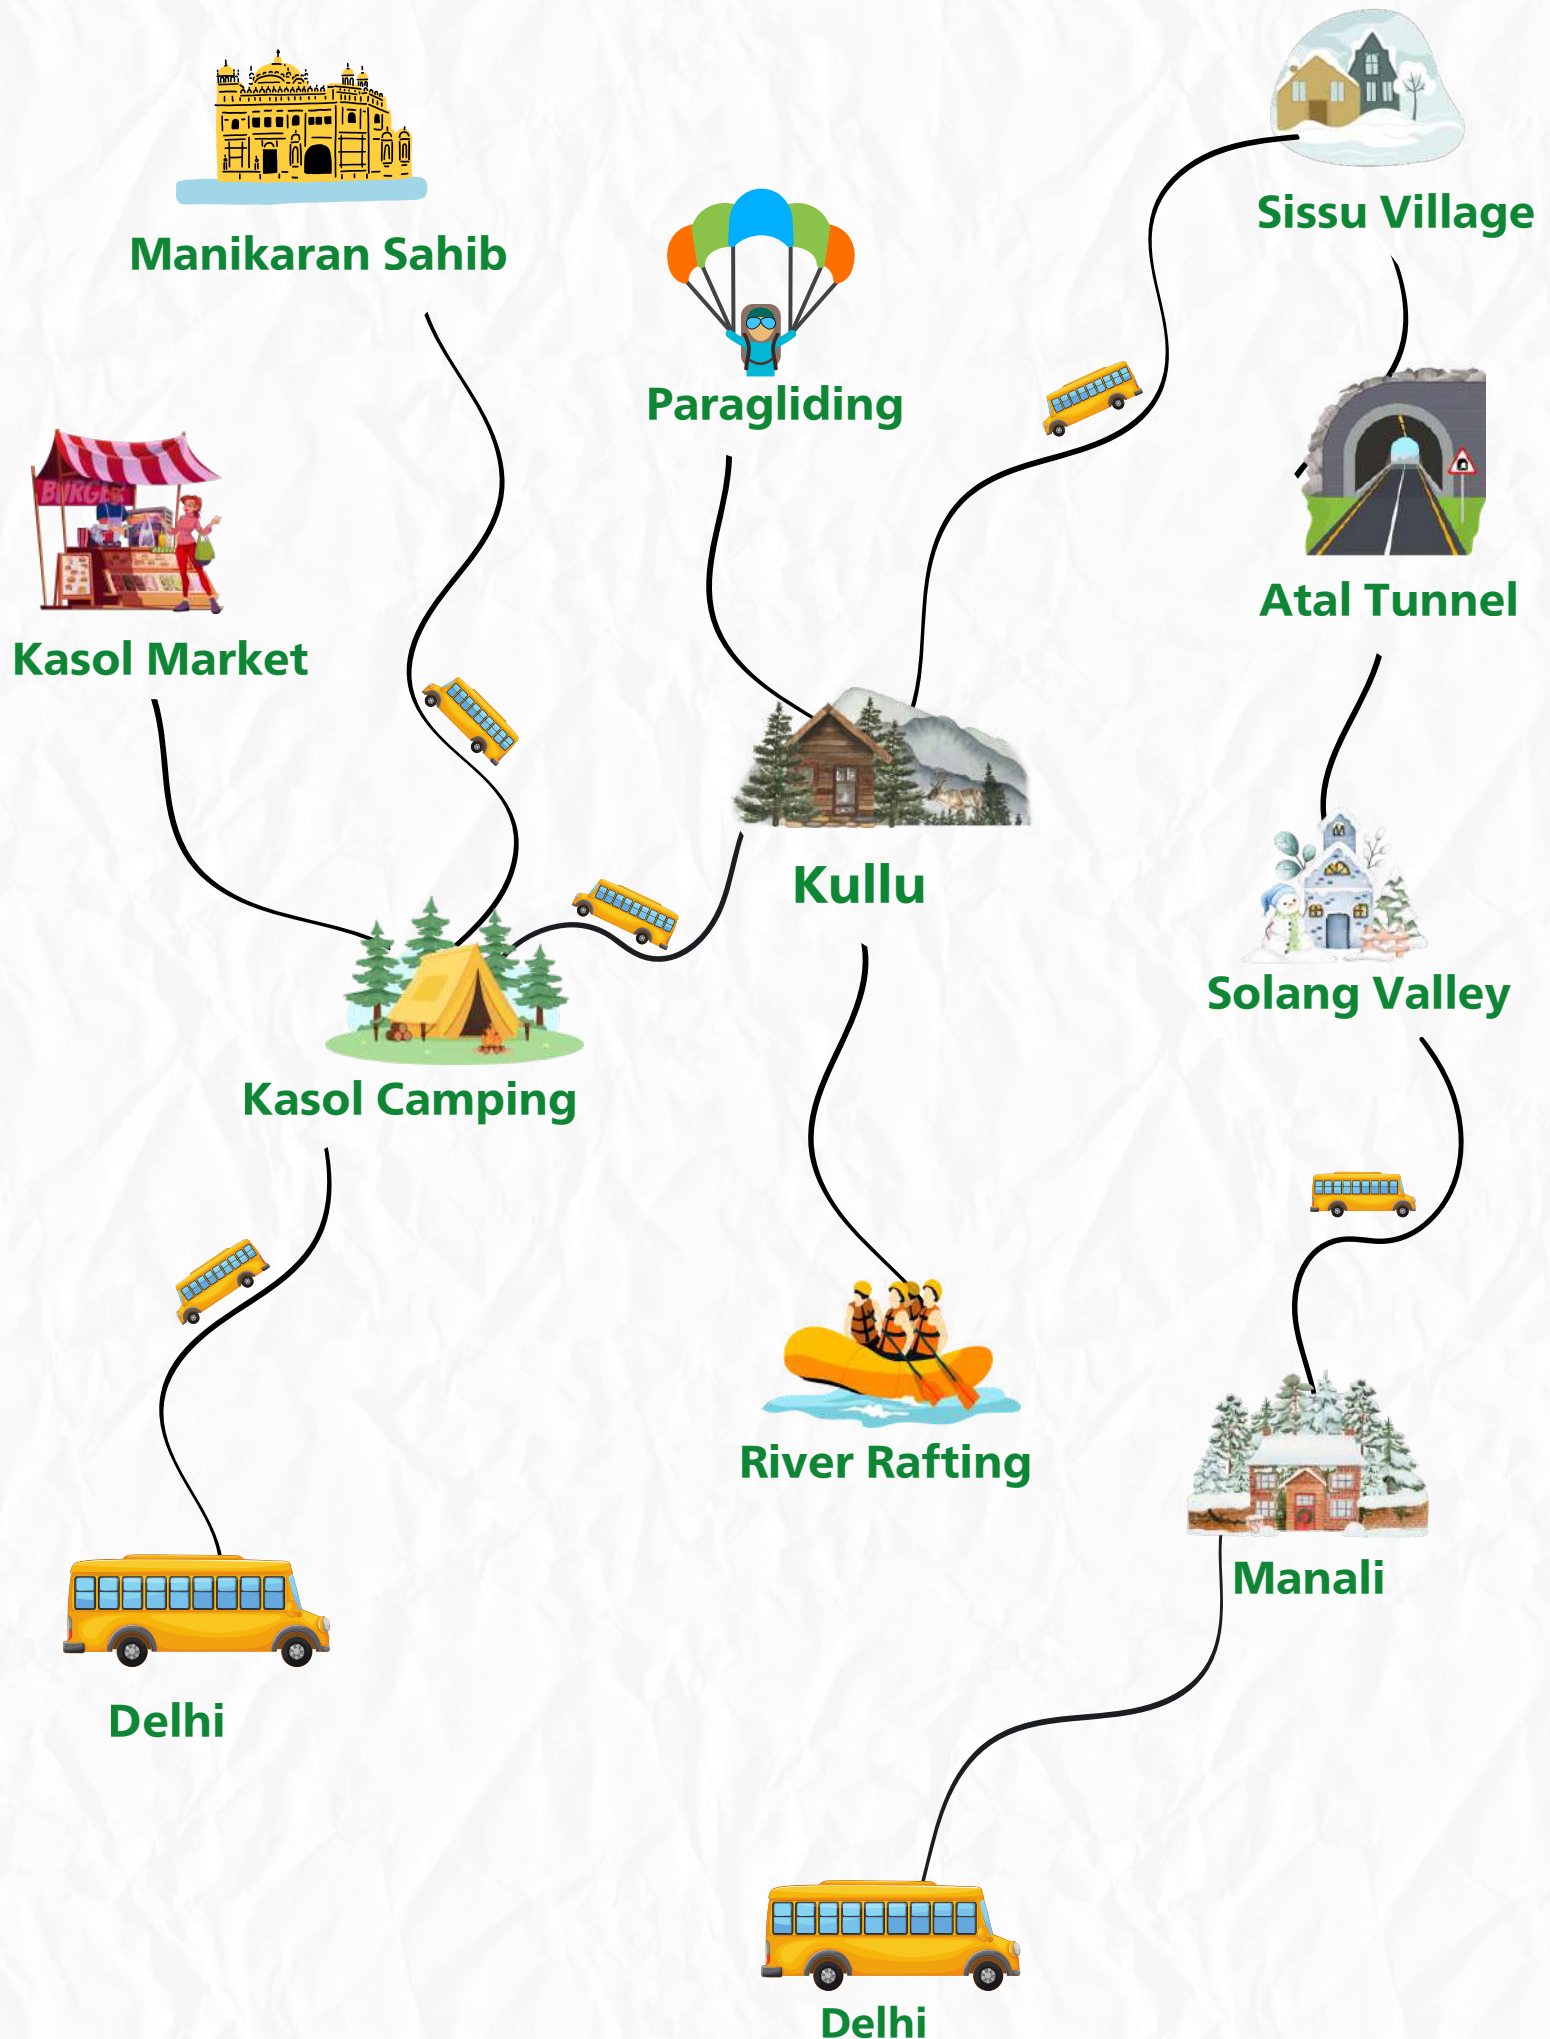 Sissu Village
Manikaran Sahib
Paragliding
BURGE
Atal Tunnel
Kasol Market
Kullu
Solang Valley
Kasol Camping
River Rafting
Manali
Delhi
Delhi